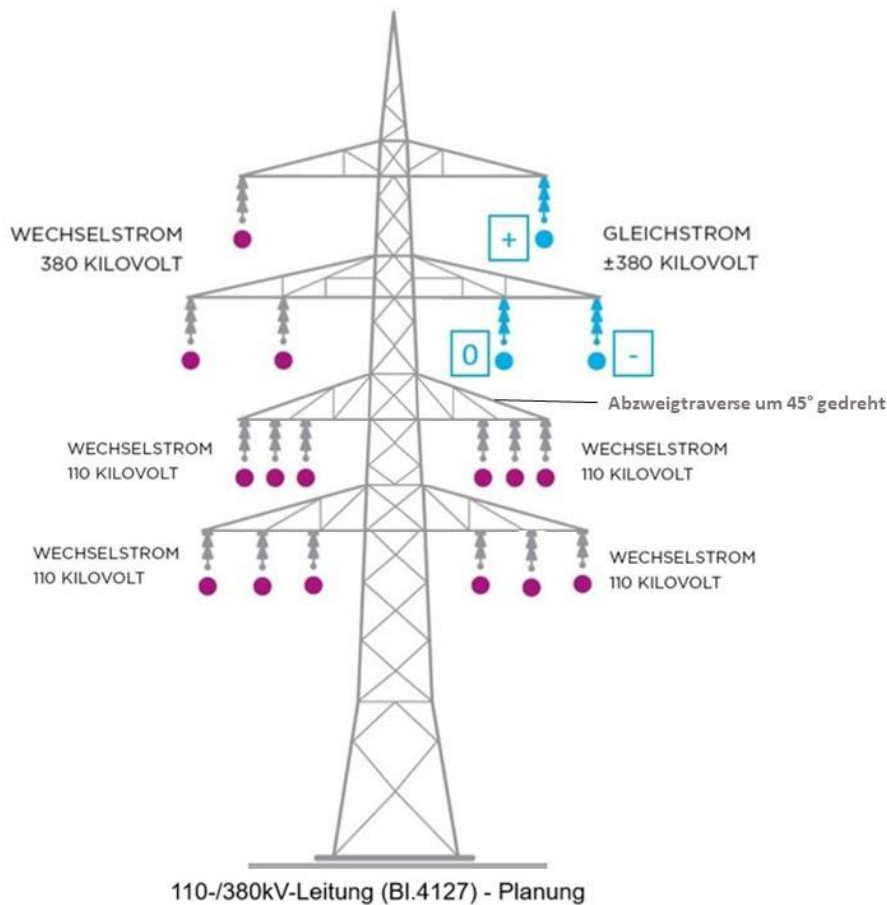 WECHSELSTROM
380 KILOVOLT
+
GLEICHSTROM
±380 KILOVOLT
0
-
Abzweigtraverse um 45° gedreht
WECHSELSTROM
110 KILOVOLT
WECHSELSTROM
110 KILOVOLT
WECHSELSTROM
110 KILOVOLT
WECHSELSTROM
110 KILOVOLT
110-/380kV-Leitung (Bl.4127) - Planung